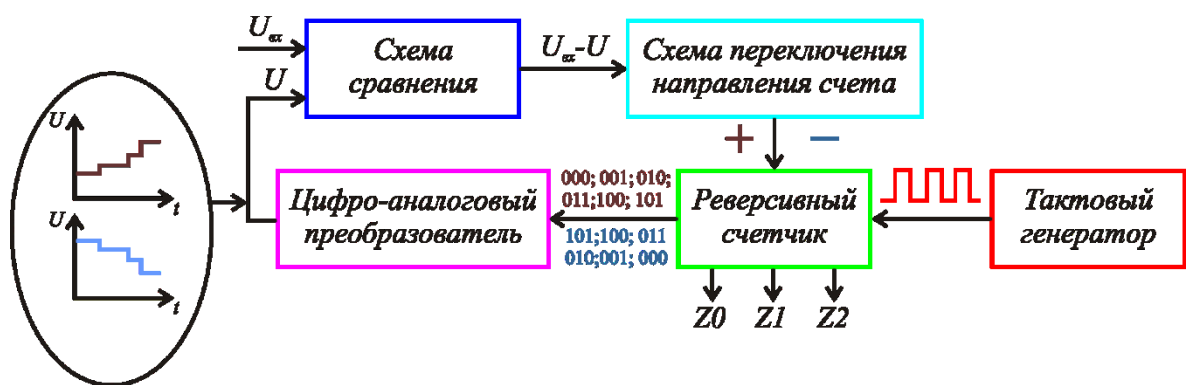 Uвх
U
Схема
сравнения
Uвх-U
Схема переключения
направления счета
+ −
U
t
U
t
Цифро-аналоговый
преобразователь
000; 001; 010;
011;100; 101
101;100; 011
010;001; 000
Реверсивный
счетчик
Тактовый
генератор
Z0 Z1 Z2